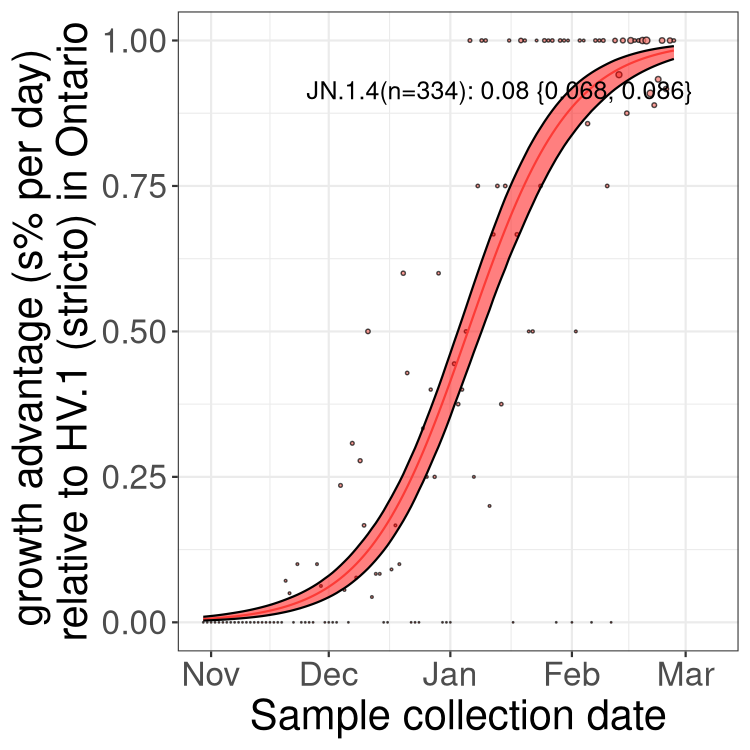 growth advantage (s% per day)
relative to HV.1 (stricto) in Ontario
1.00
0.75
0.50
0.25
0.00
JN.1.4(n=334): 0.08 {0.068, 0.086}
Nov Dec Jan Feb Mar
Sample collection date